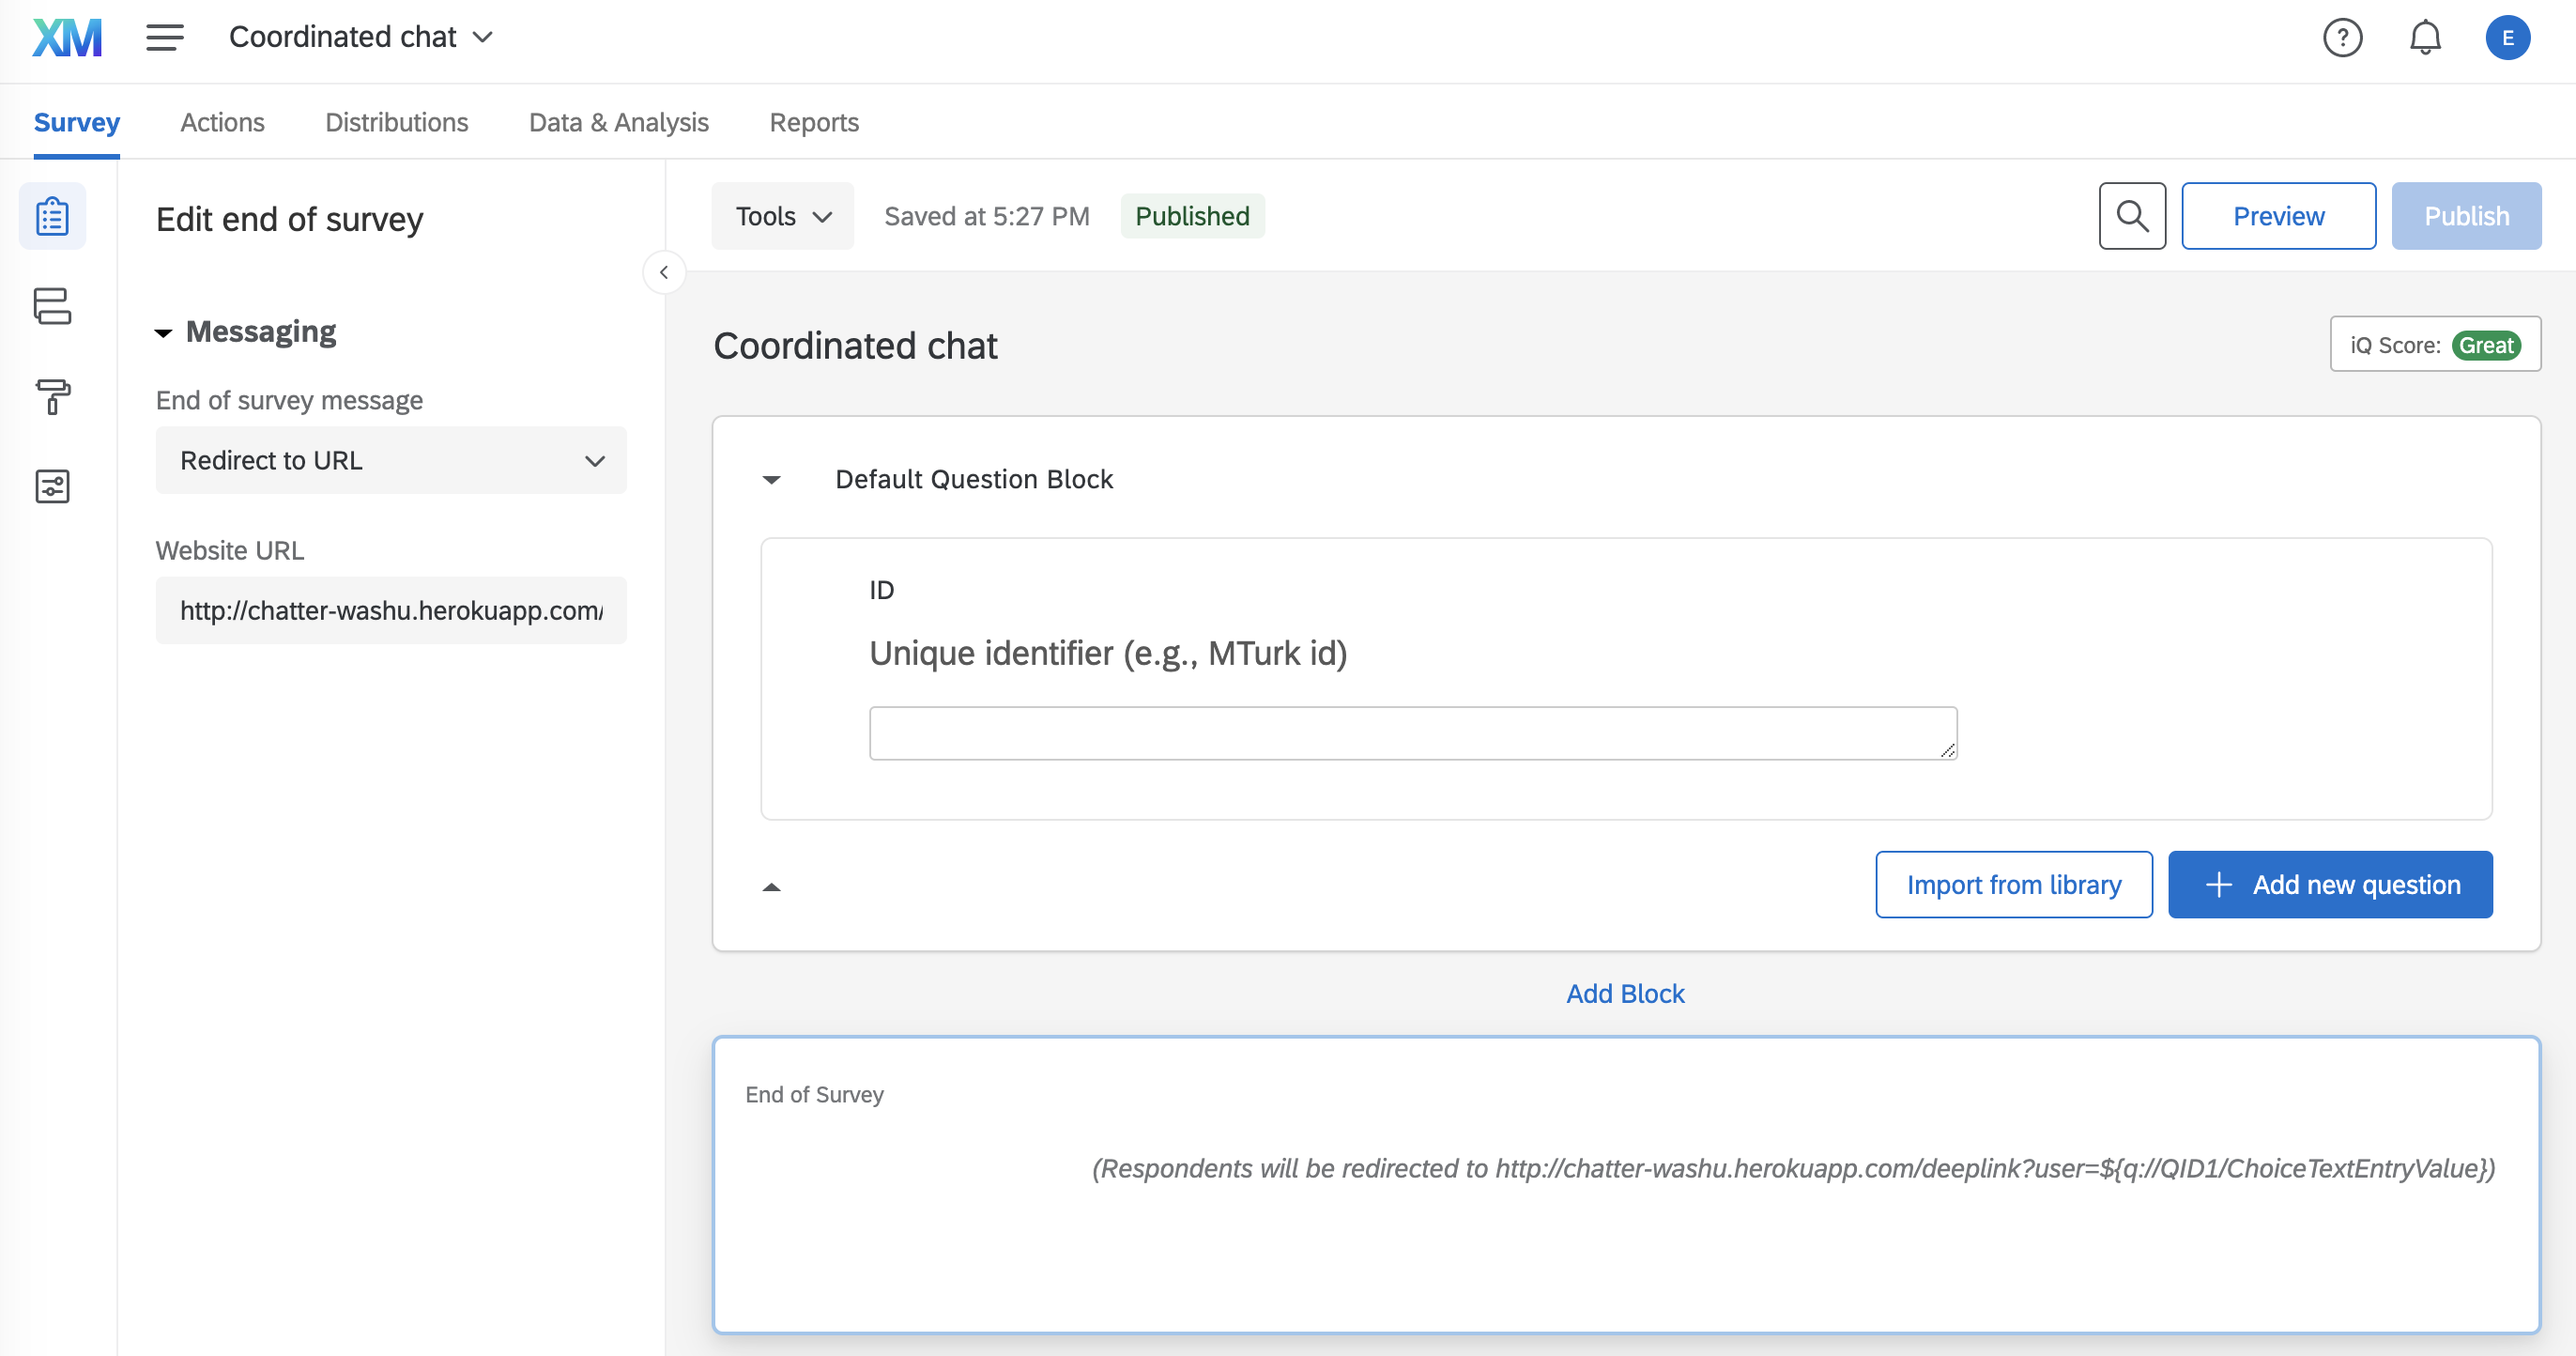 XM Coordinated chat ? E
Survey Actions Distributions Data & Analysis Reports
Edit end of survey
Messaging
End of survey message
Redirect to URL
Website URL
http://chatter-washu.herokuapp.com/
Tools Saved at 5:27 PM Published Preview Publish
Coordinated chat
iQ Score: Great
Default Question Block
ID
Unique identifier (e.g., MTurk id)
Import from library
Add new question
Add Block
End of Survey
(Respondents will be redirected to http://chatter-washu.herokuapp.com/deeplink?user=${q://QID1/ChoiceTextEntryValue})